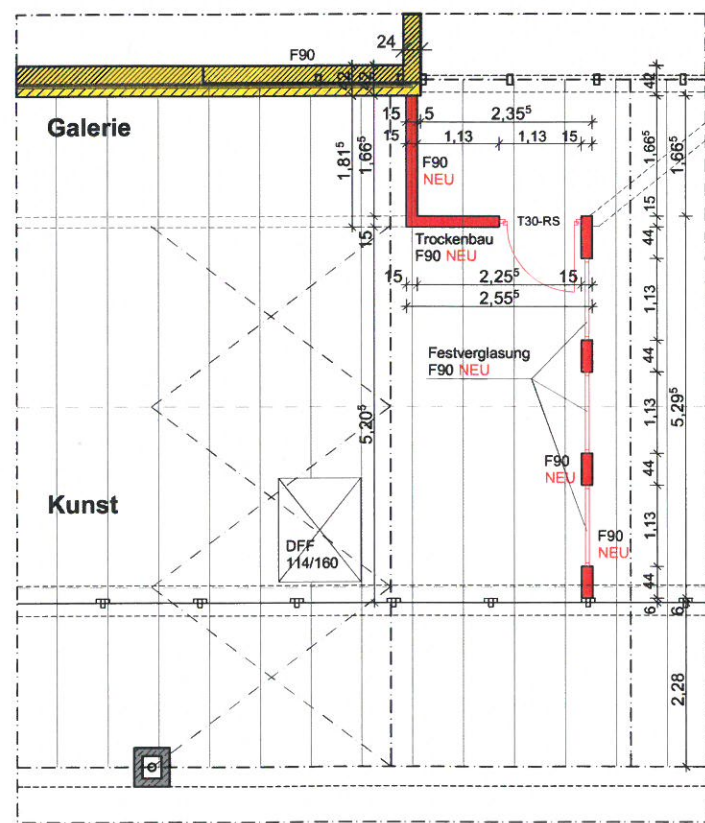 24
F90
42
42
42
Galerie
15
5
2,35⁵
15
1,13
1,13
15
1,81⁵
1,66⁵
F90
NEU
1,66⁵
1,66⁵
15
T30-RS
15
Trockenbau
F90 NEU
44
15
2,25⁵
15
2,55⁵
1,13
Festverglasung
F90 NEU
44
5,20⁵
1,13
5,29⁵
F90
NEU
44
Kunst
1,13
F90
NEU
DFF
114/160
44
6
6
2,28